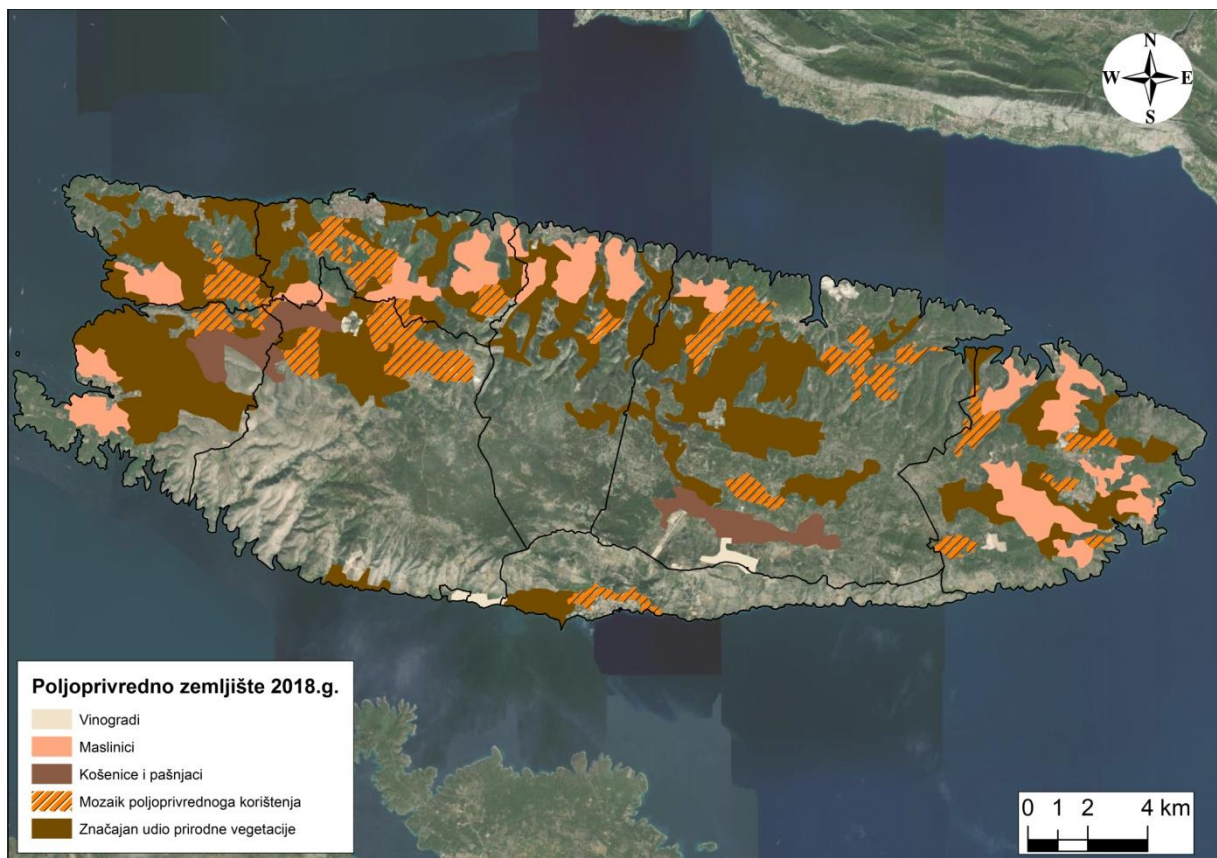 N
W E
S
Poljoprivredno zemljište 2018.g.
Vinogradi
Maslinici
Košenice i pašnjaci
Mozaik poljoprivrednoga korištenja
Značajan udio prirodne vegetacije
0 1 2 4 km